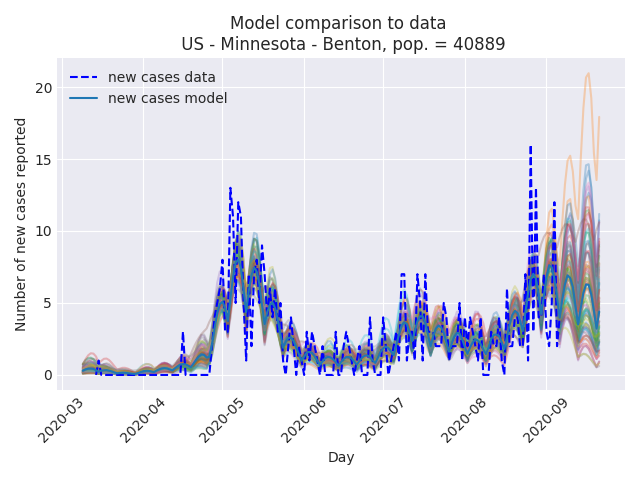 Model comparison to data
US - Minnesota - Benton, pop. = 40889
new cases data
new cases model
Number of new cases reported
20
15
10
5
0
2020-03
2020-04
2020-05
2020-06
2020-07
2020-08
2020-09
Day